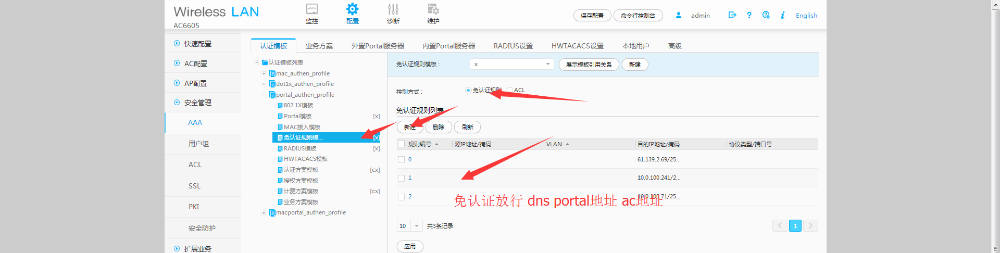 Wireless LAN
AC6605
监控
配置
诊断
维护
保存配置
命令行控制台
admin
English
快速配置
AC配置
AP配置
安全管理
AAA
用户组
ACL
SSL
PKI
安全防护
扩展业务
认证模板
业务方案
外置Portal服务器
内置Portal服务器
RADIUS设置
HWTACACS设置
本地用户
高级
认证模板列表
mac_authen_profile
dot1x_authen_profile
portal_authen_profile
802.1X模板
Portal模板 [x]
MAC接入模板
免认证规则模... [x]
RADIUS模板 [x]
HWTACACS模板
认证方案模板 [cx]
授权方案模板
计费方案模板 [cx]
业务方案模板
macportal_authen_profile
免认证规则模板: x 展示模板引用关系 新建
控制方式: 免认证规则 ACL
免认证规则列表
新建 删除 刷新
规则编号 源IP地址/掩码 VLAN 目的IP地址/掩码 协议类型/端口号
0 61.139.2.69/25...
1 10.0.100.241/2...
2 10.0.100.71/25...
免认证放行 dns portal地址 ac地址
10 共3条记录 1
应用